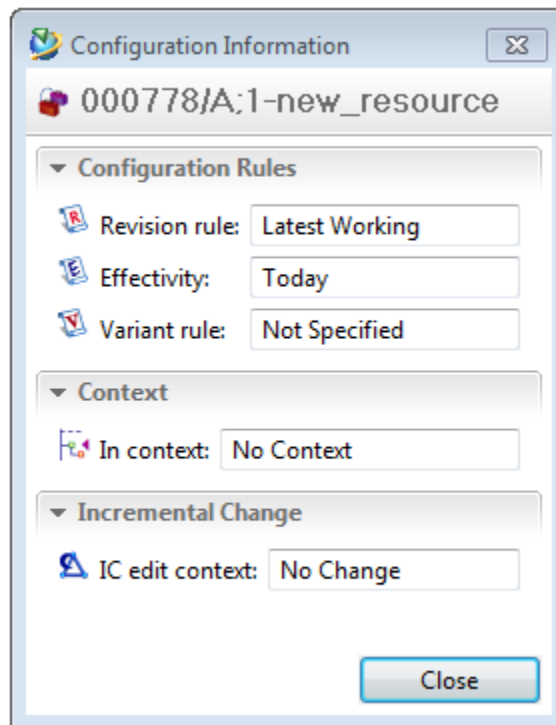 Configuration Information
000778/A;1-new_resource
Configuration Rules
Revision rule: Latest Working
Effectivity: Today
Variant rule: Not Specified
Context
In context: No Context
Incremental Change
IC edit context: No Change
Close